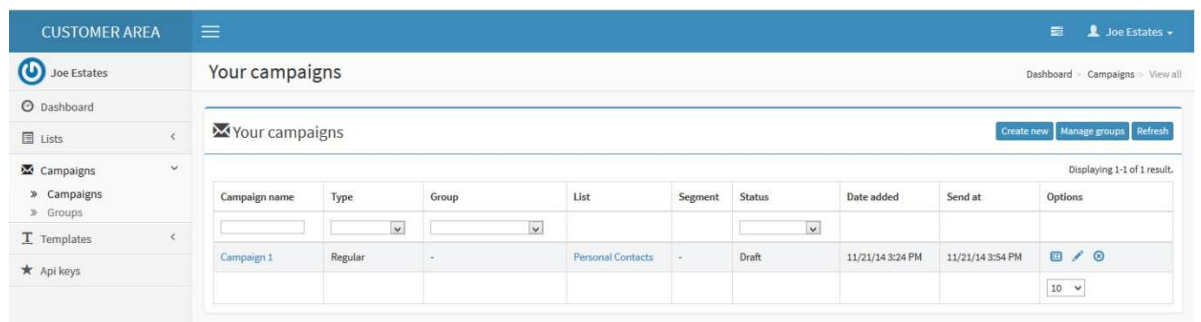 CUSTOMER AREA
Joe Estates
Joe Estates
Your campaigns
Dashboard > Campaigns > View all
Dashboard
Lists
Campaigns
» Campaigns
» Groups
Templates
Api keys
Your campaigns
Create new Manage groups Refresh
Displaying 1-1 of 1 result.
Campaign name Type Group List Segment Status Date added Send at Options
Campaign 1 Regular - Personal Contacts - Draft 11/21/14 3:24 PM 11/21/14 3:54 PM
10